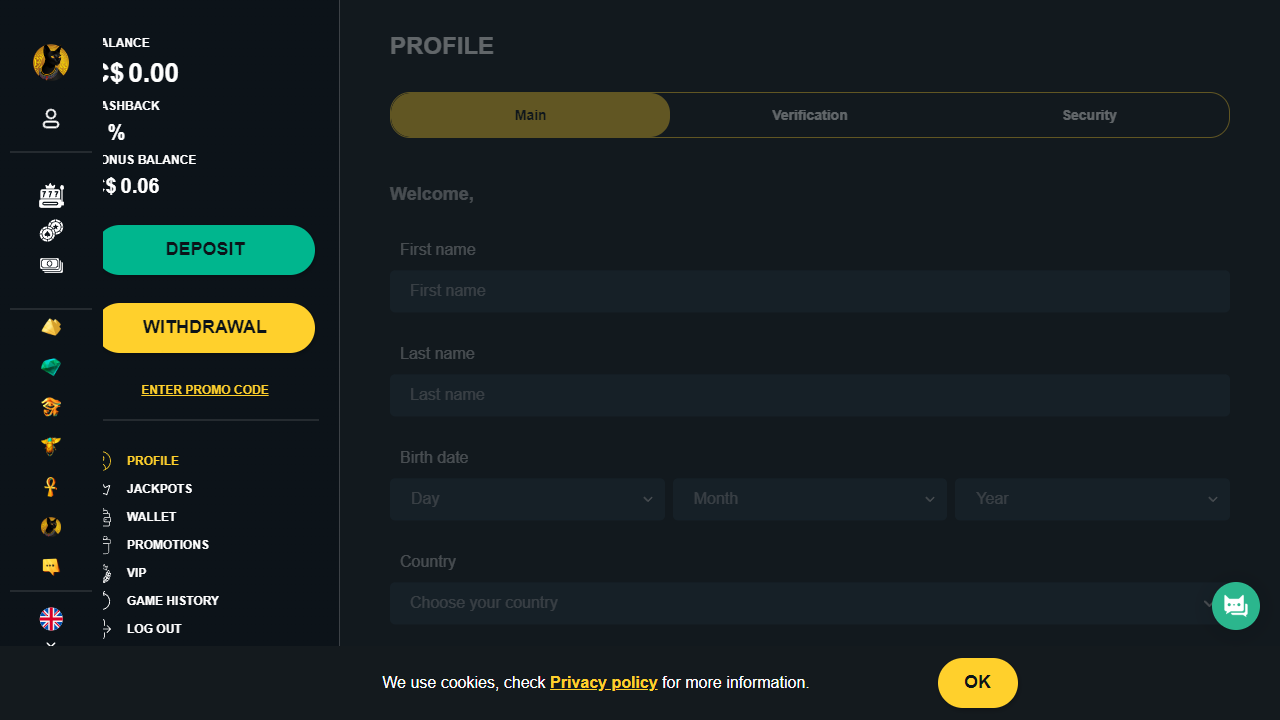 ALANCE
C$ 0.00
ASHBACK
%
ONUS BALANCE
C$ 0.06
DEPOSIT
WITHDRAWAL
ENTER PROMO CODE
PROFILE
JACKPOTS
WALLET
PROMOTIONS
VIP
GAME HISTORY
LOG OUT
PROFILE
Main
Verification
Security
Welcome,
First name
First name
Last name
Last name
Birth date
Day
Month
Year
Country
Choose your country
We use cookies, check Privacy policy for more information.
OK
777